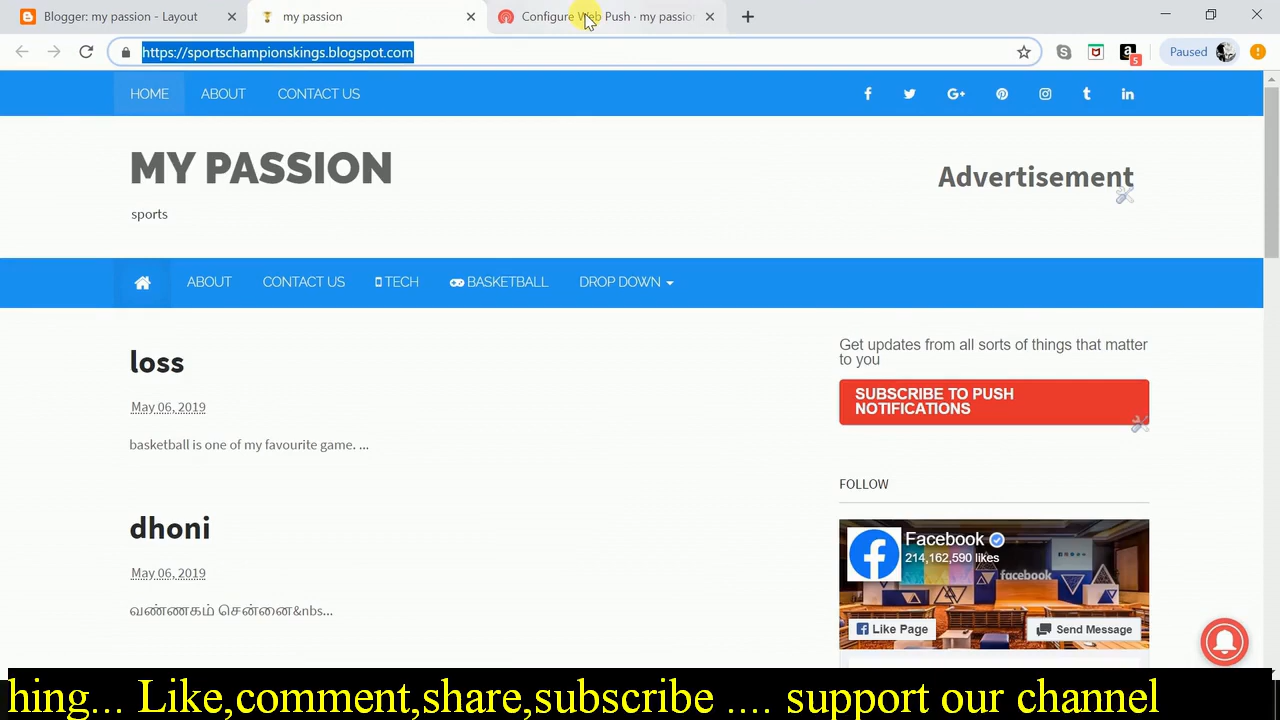 Blogger: my passion - Layout
my passion
Configure Web Push · my passion
https://sportschampionskings.blogspot.com
5
Paused
HOME ABOUT CONTACT US
MY PASSION
Advertisement
sports
ABOUT CONTACT US TECH BASKETBALL DROP DOWN
loss
May 06, 2019
basketball is one of my favourite game. ...
dhoni
May 06, 2019
வண்ணகம் சென்னை&nbs...
Get updates from all sorts of things that matter
to you
SUBSCRIBE TO PUSH
NOTIFICATIONS
FOLLOW
Facebook
214,162,590 likes
facebook
Like Page
Send Message
hing... Like,comment,share,subscribe .... support our channel